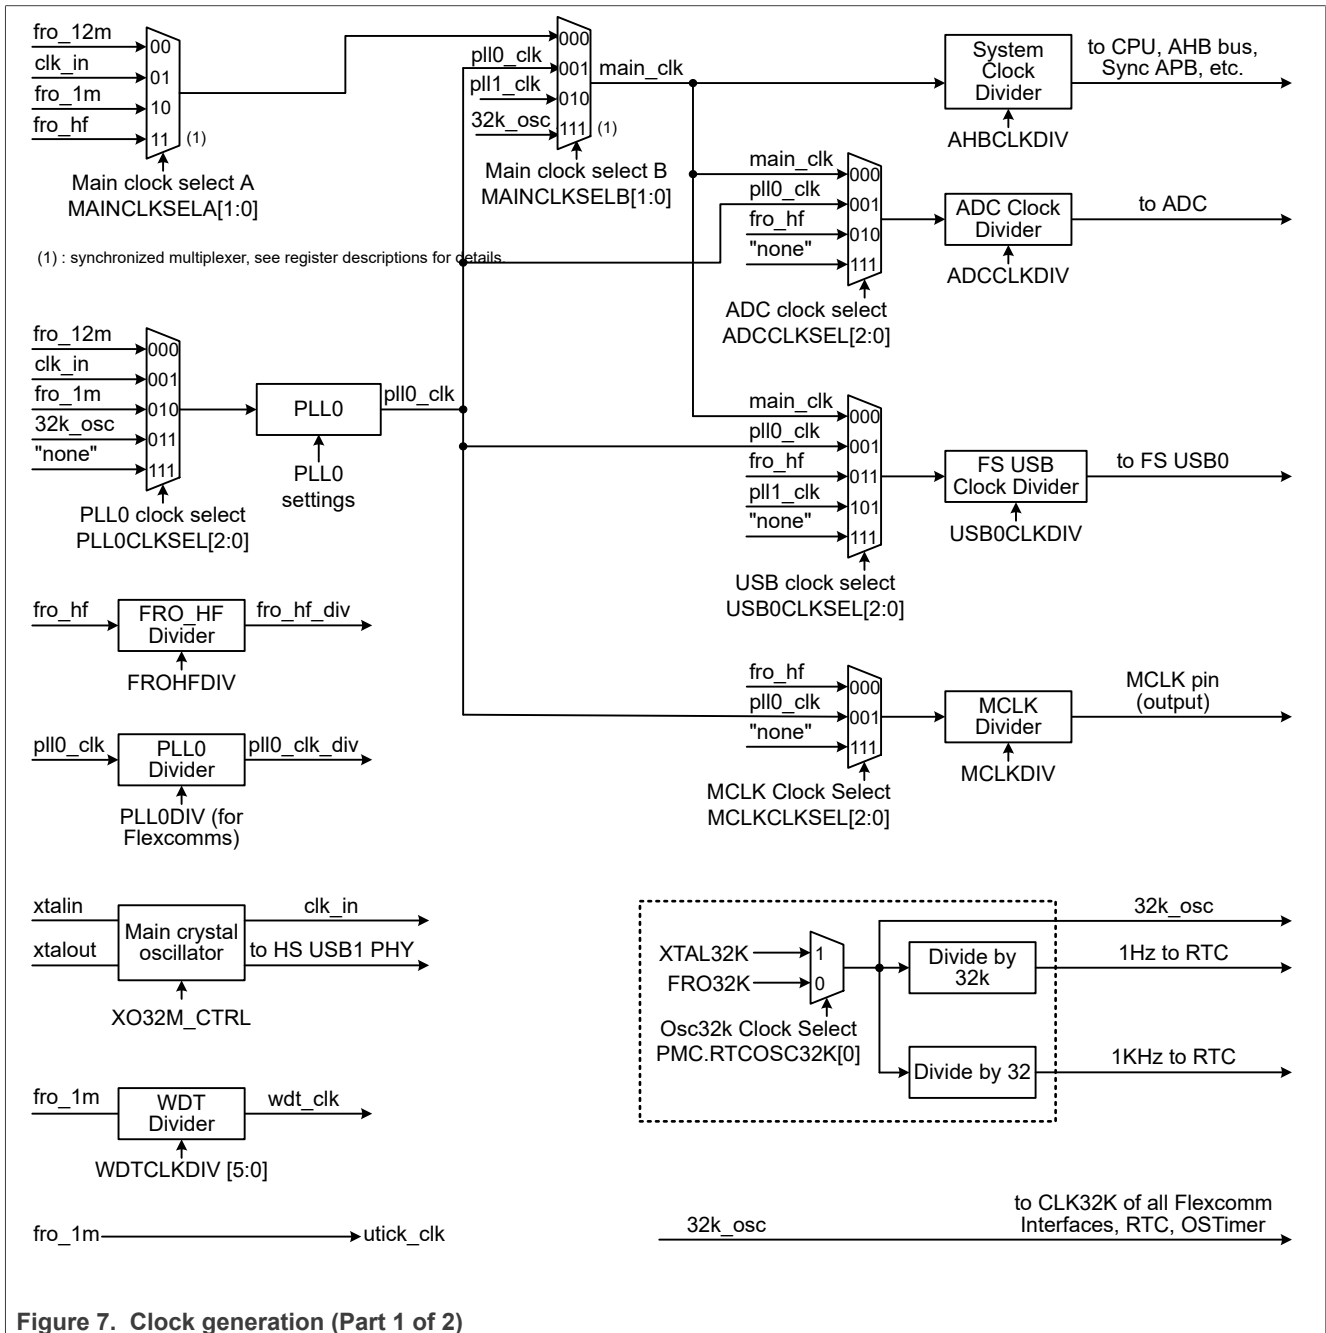 fro_12m
clk_in
fro_1m
fro_hf
00
01
10
11
(1)
Main clock select A
MAINCLKSELA[1:0]
pll0_clk
pll1_clk
32k_osc
000
001
010
111
(1)
main_clk
Main clock select B
MAINCLKSELB[1:0]
System
Clock
Divider
AHBCLKDIV
to CPU, AHB bus,
Sync APB, etc.
main_clk
pll0_clk
fro_hf
"none"
000
001
010
111
ADC clock select
ADCCLKSEL[2:0]
ADC Clock
Divider
ADCCLKDIV
to ADC
(1) : synchronized multiplexer, see register descriptions for details.
fro_12m
clk_in
fro_1m
32k_osc
"none"
000
001
010
011
111
PLL0 clock select
PLL0CLKSEL[2:0]
PLL0
PLL0
settings
pll0_clk
main_clk
pll0_clk
fro_hf
pll1_clk
"none"
000
001
011
101
111
USB clock select
USB0CLKSEL[2:0]
FS USB
Clock Divider
USB0CLKDIV
to FS USB0
fro_hf
FRO_HF
Divider
fro_hf_div
FROHFDIV
fro_hf
pll0_clk
"none"
000
001
111
MCLK Clock Select
MCLKCLKSEL[2:0]
MCLK
Divider
MCLKDIV
MCLK pin
(output)
pll0_clk
PLL0
Divider
pll0_clk_div
PLL0DIV (for
Flexcomms)
xtalin
xtalout
Main crystal
oscillator
clk_in
to HS USB1 PHY
XO32M_CTRL
XTAL32K
FRO32K
1
0
Osc32k Clock Select
PMC.RTCOSC32K[0]
Divide by
32k
Divide by 32
32k_osc
1Hz to RTC
1KHz to RTC
fro_1m
WDT
Divider
wdt_clk
WDTCLKDIV [5:0]
fro_1m
utick_clk
32k_osc
to CLK32K of all Flexcomm
Interfaces, RTC, OSTimer
Figure 7. Clock generation (Part 1 of 2)